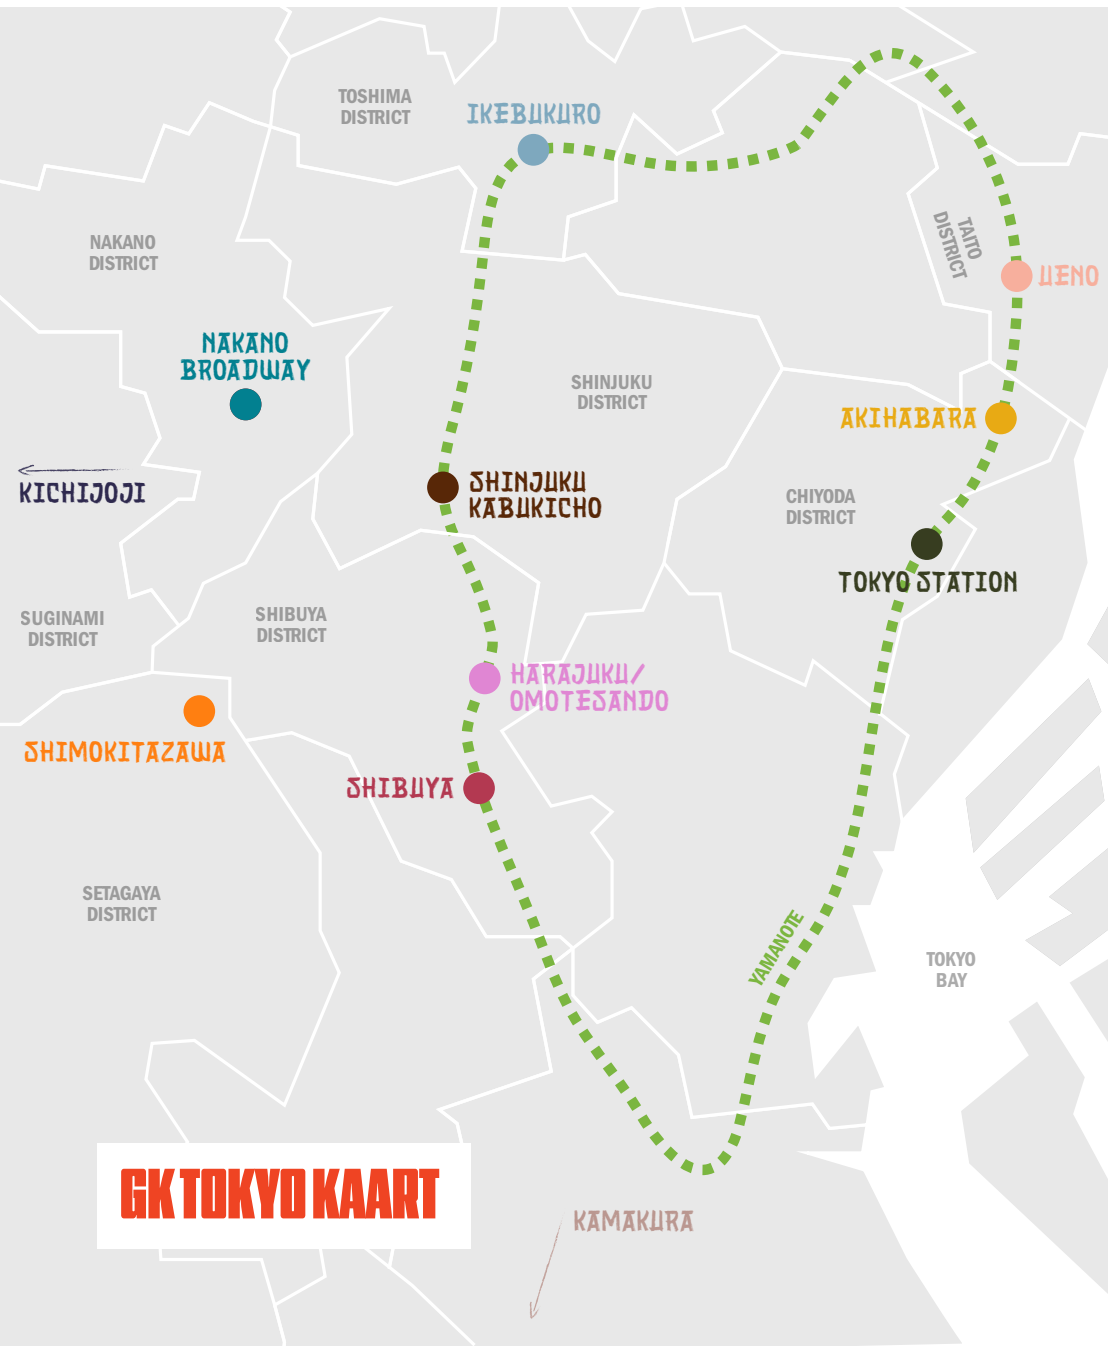 TOSHIMA
DISTRICT
IKEBUKURO
NAKANO
DISTRICT
TAITO
DISTRICT
UENO
NAKANO
BROADWAY
SHINJUKU
DISTRICT
AKIHABARA
KICHIJOJI
SHINJUKU
KABUKICHO
CHIYODA
DISTRICT
TOKYO STATION
SUGINAMI
DISTRICT
SHIBUYA
DISTRICT
HARAJUKU/
OMOTESANDO
SHIMOKITAZAWA
SHIBUYA
SETAGAYA
DISTRICT
YAMANOTE
TOKYO
BAY
GK TOKYO KAART
KAMAKURA